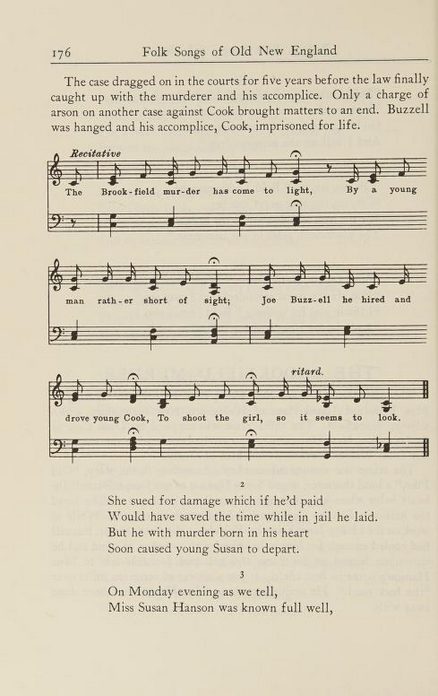 176 Folk Songs of Old New England
The case dragged on in the courts for five years before the law finally
caught up with the murderer and his accomplice. Only a charge of
arson on another case against Cook brought matters to an end. Buzzell
was hanged and his accomplice, Cook, imprisoned for life.
Recitative
The Brook-field mur-der has come to light, By a young
man rath-er short of sight; Joe Buzz-ell he hired and
ritard.
drove young Cook, To shoot the girl, so it seems to look.
2
She sued for damage which if he'd paid
Would have saved the time while in jail he laid.
But he with murder born in his heart
Soon caused young Susan to depart.
3
On Monday evening as we tell,
Miss Susan Hanson was known full well,